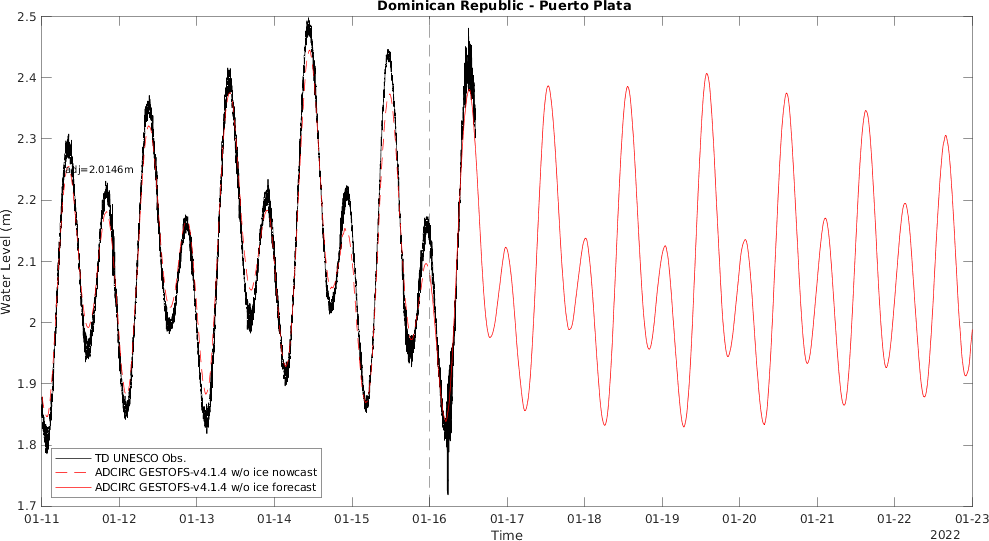 Dominican Republic - Puerto Plata
2.5
2.4
2.3
2.2
2.1
2
1.9
1.8
1.7
Water Level (m)
adj=2.0146m
TD UNESCO Obs.
ADCIRC GESTOFS-v4.1.4 w/o ice nowcast
ADCIRC GESTOFS-v4.1.4 w/o ice forecast
01-11 01-12 01-13 01-14 01-15 01-16 01-17 01-18 01-19 01-20 01-21 01-22 01-23
Time
2022